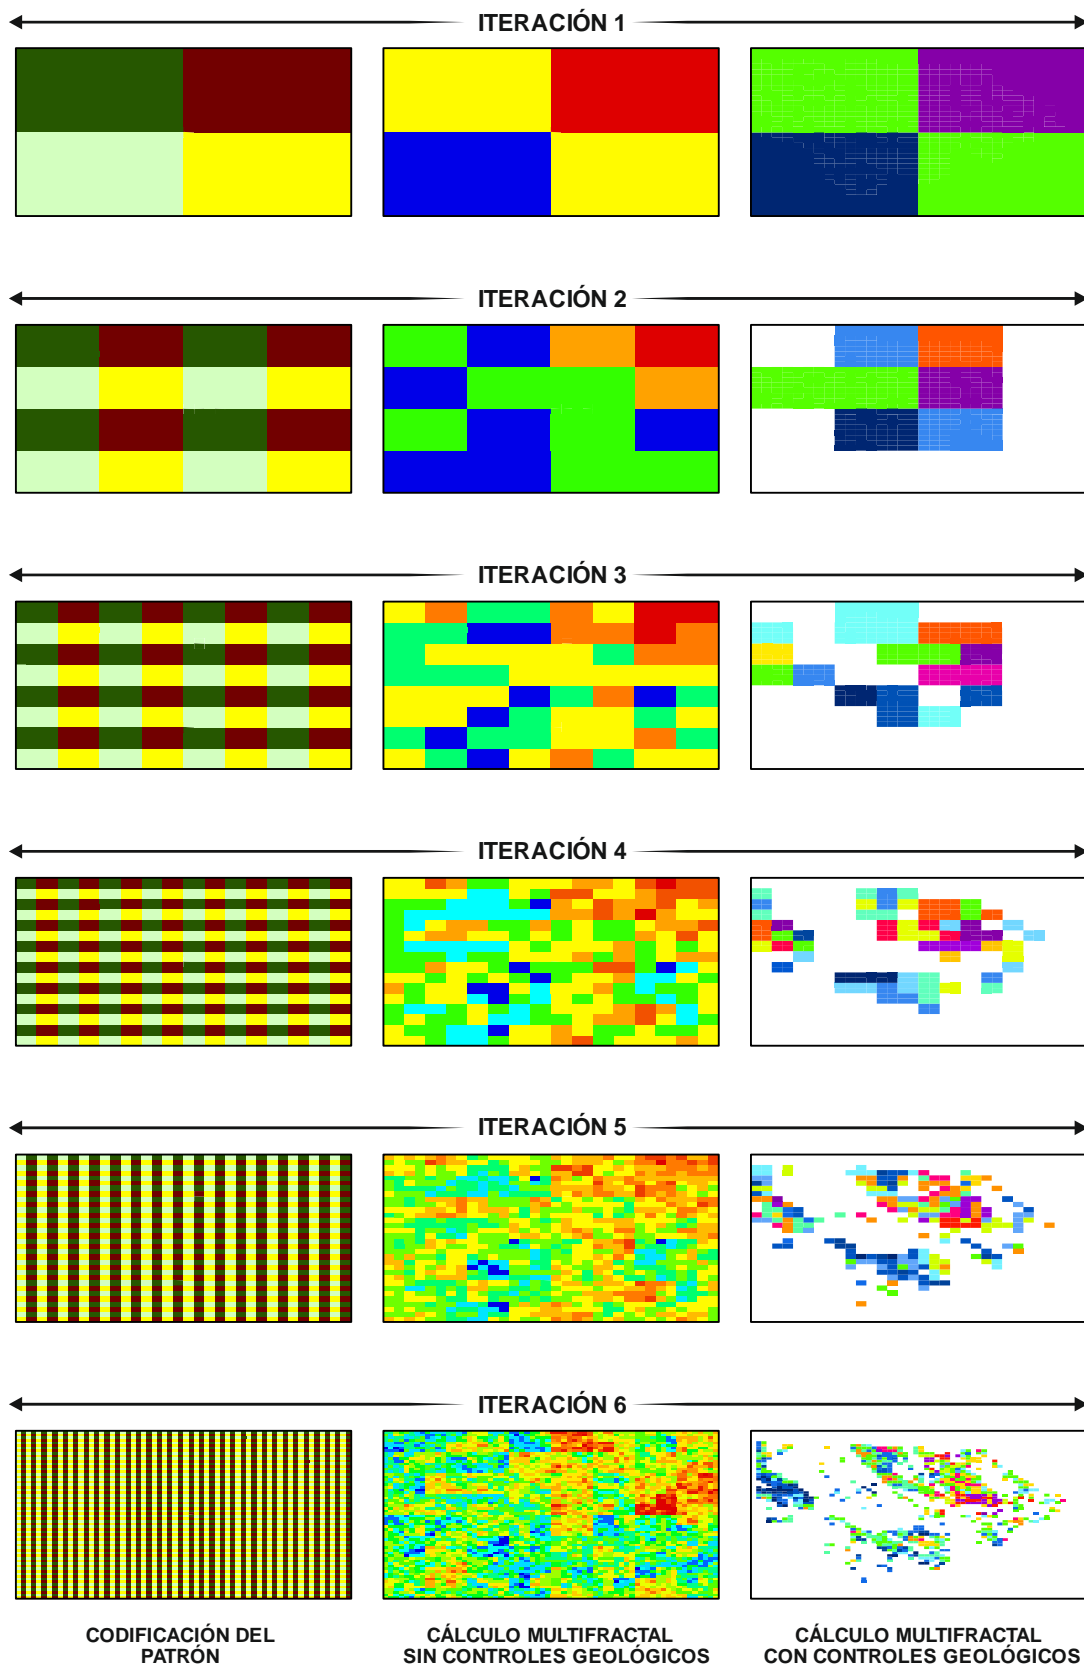 ITERACIÓN 1
ITERACIÓN 2
ITERACIÓN 3
ITERACIÓN 4
ITERACIÓN 5
ITERACIÓN 6
CODIFICACIÓN DEL
PATRÓN
CÁLCULO MULTIFRACTAL
SIN CONTROLES GEOLÓGICOS
CÁLCULO MULTIFRACTAL
CON CONTROLES GEOLÓGICOS